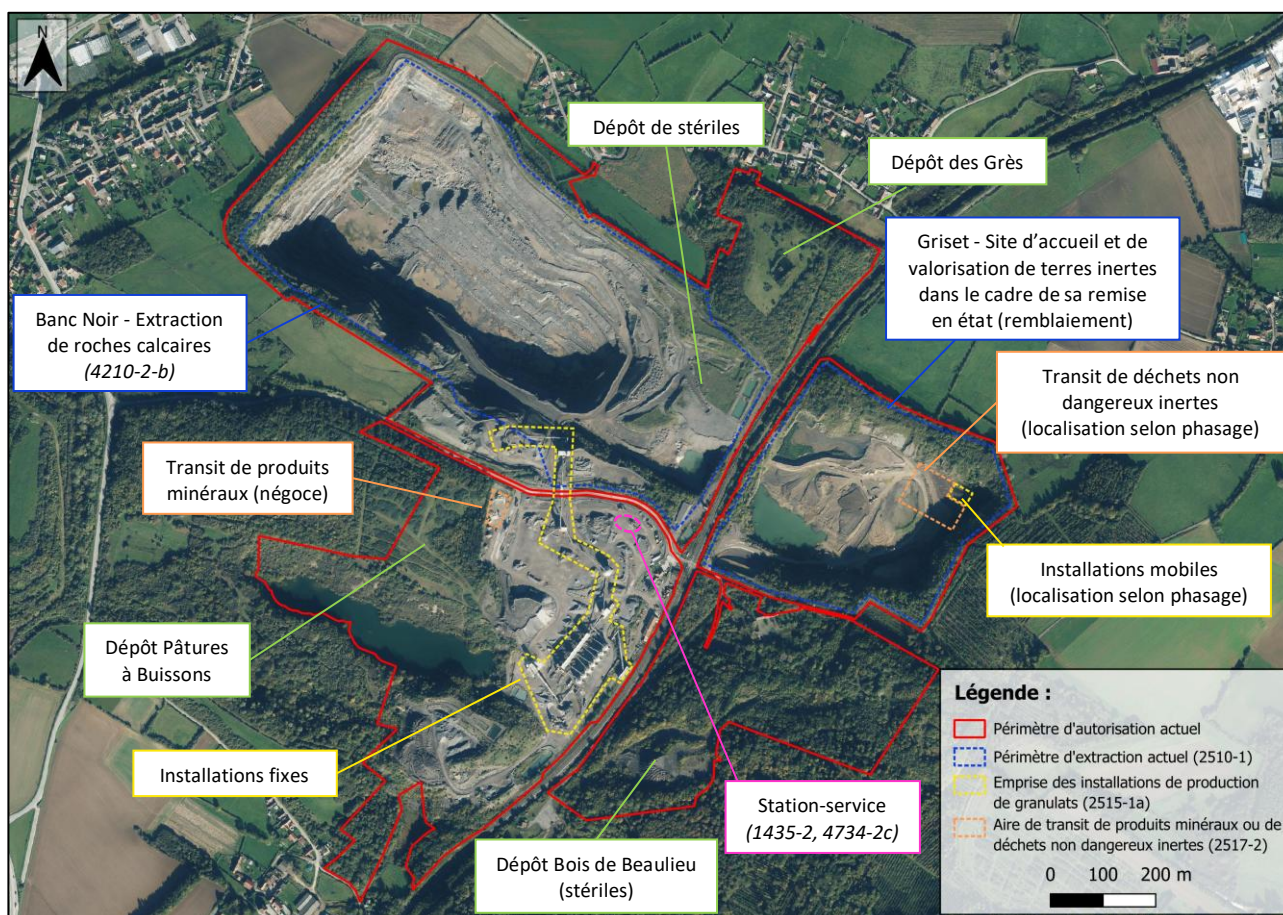 N
Dépôt de stériles
Dépôt des Grès
Griset - Site d'accueil et de
valorisation de terres inertes
dans le cadre de sa remise
en état (remblaiement)
Banc Noir - Extraction
de roches calcaires
(4210-2-b)
Transit de déchets non
dangereux inertes
(localisation selon phasage)
Transit de produits
minéraux (négoce)
Installations mobiles
(localisation selon phasage)
Dépôt Pâtures
à Buissons
Installations fixes
Station-service
(1435-2, 4734-2c)
Dépôt Bois de Beaulieu
(stériles)
Légende :
Périmètre d'autorisation actuel
Périmètre d'extraction actuel (2510-1)
Emprise des installations de production
de granulats (2515-1a)
Aire de transit de produits minéraux ou de
déchets non dangereux inertes (2517-2)
0 100 200 m